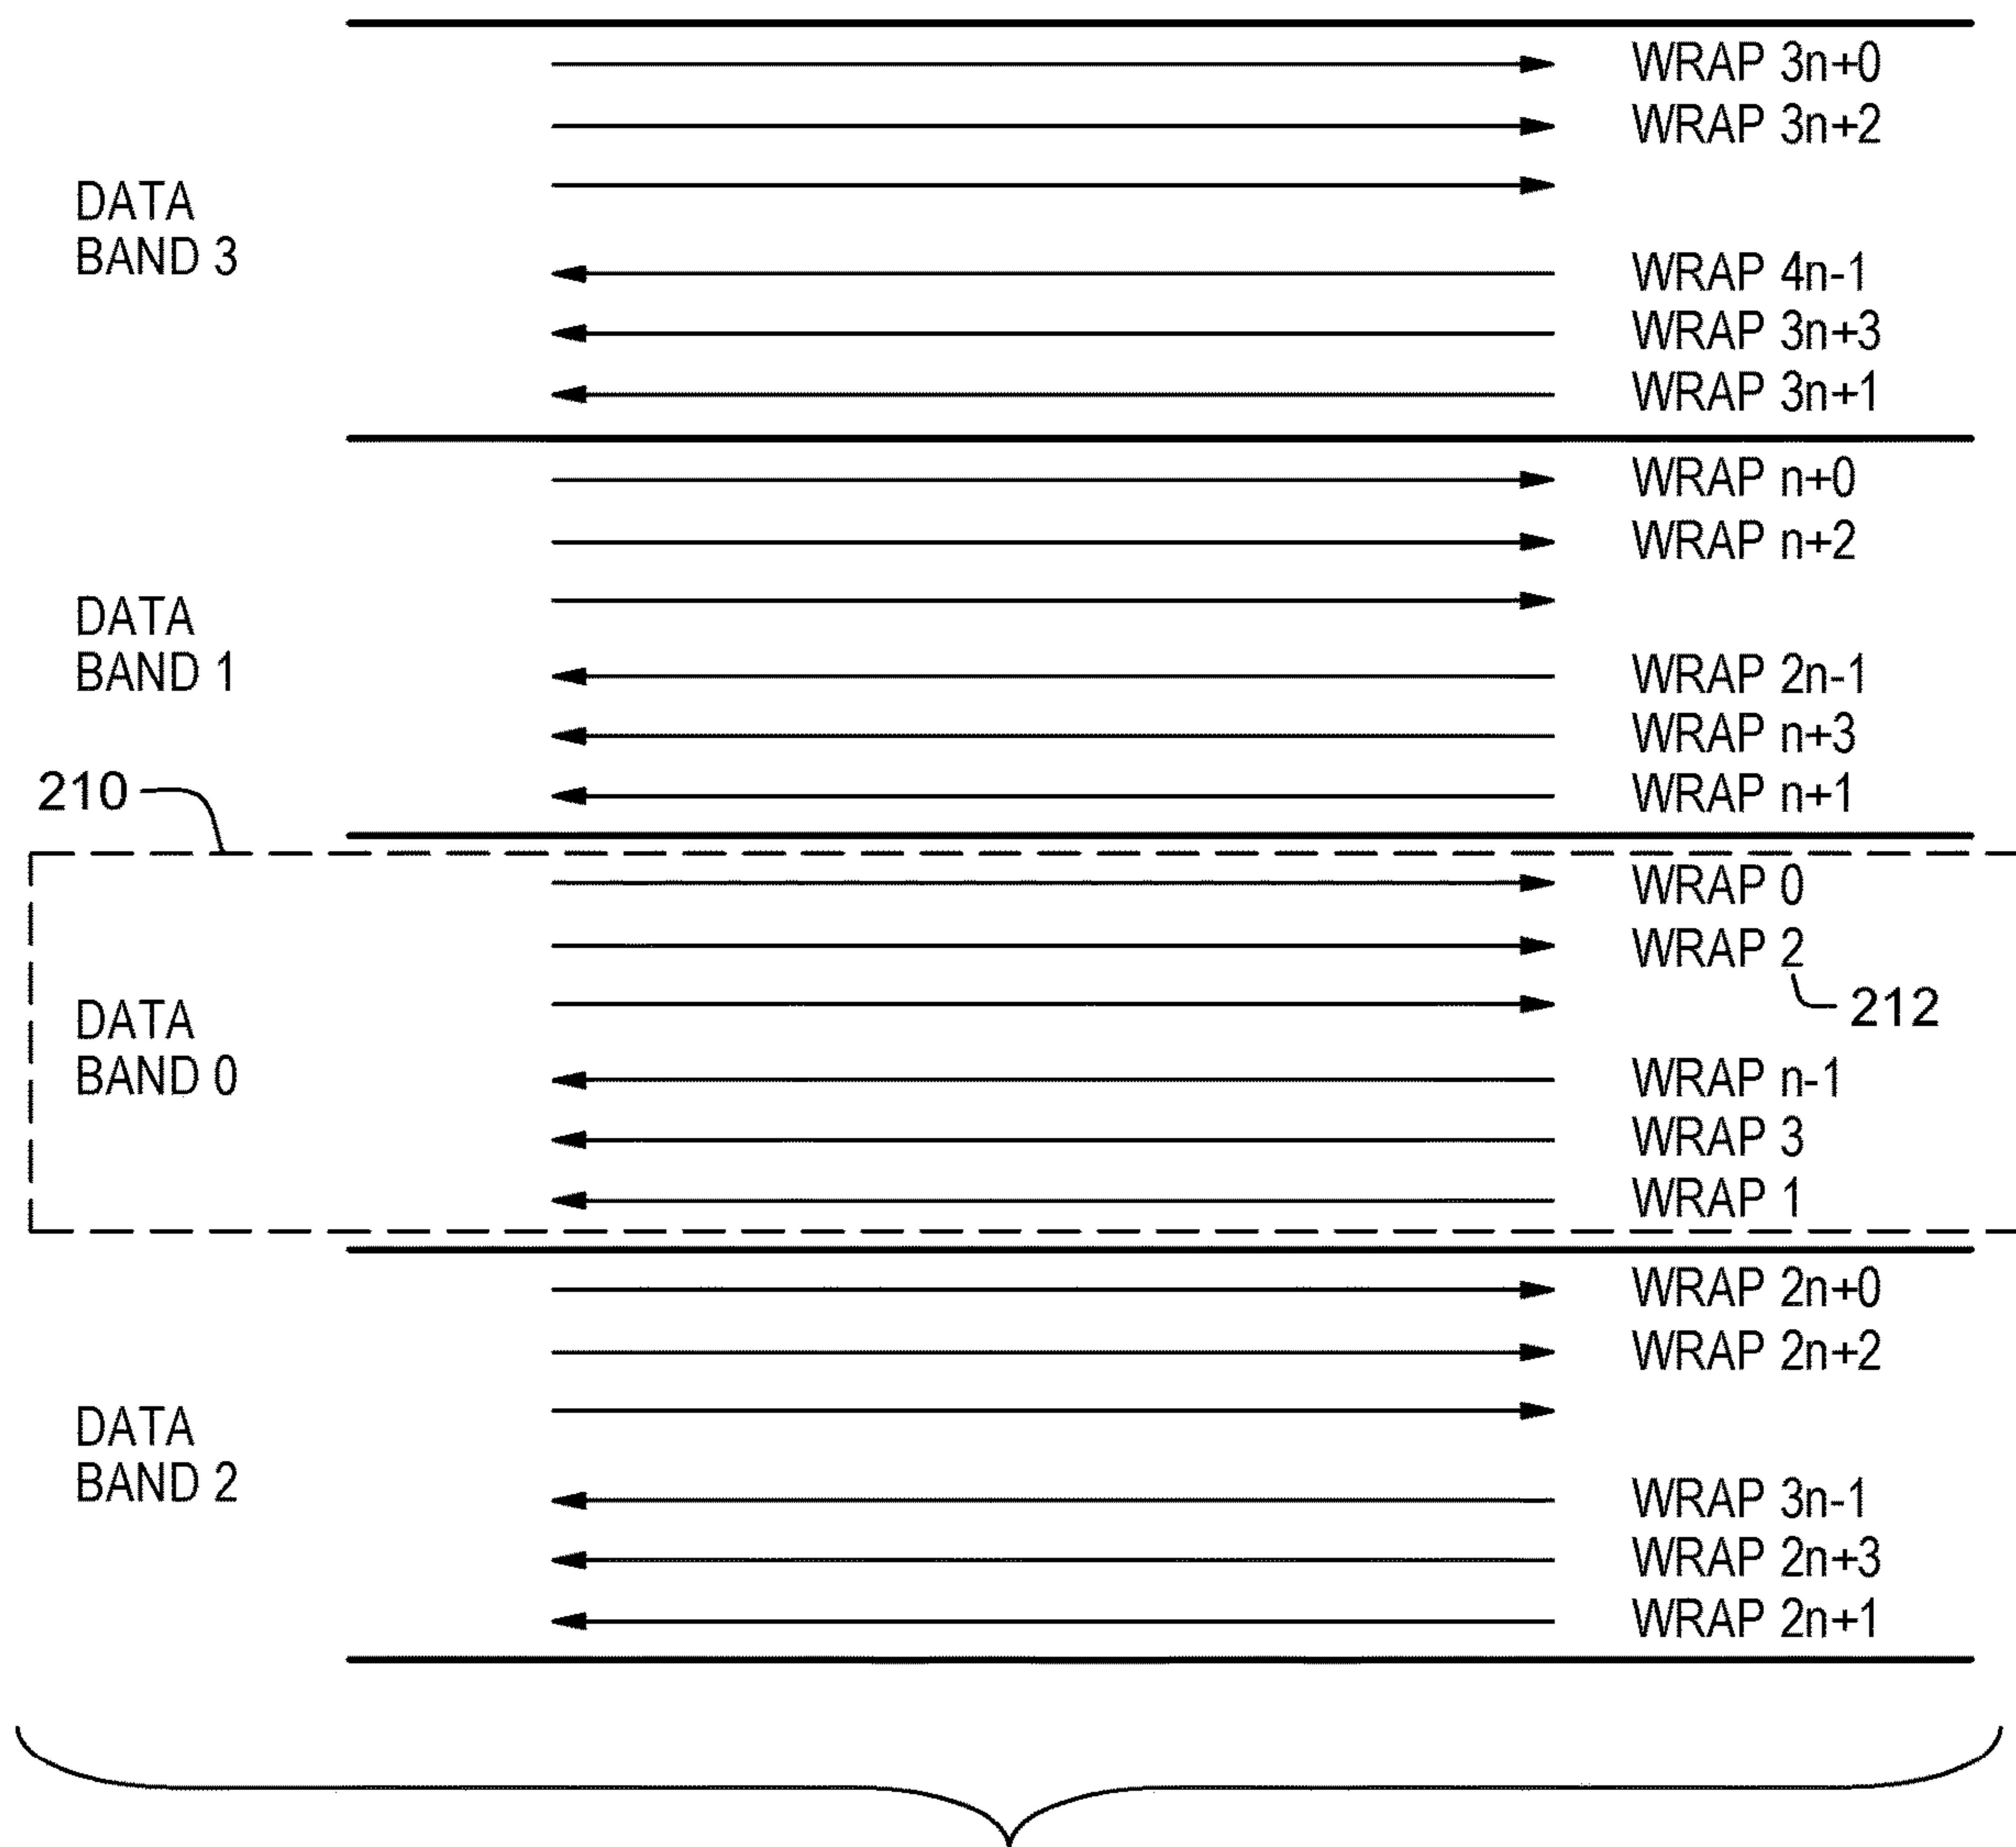 WRAP 3n+0
WRAP 3n+2
DATA
BAND 3
WRAP 4n-1
WRAP 3n+3
WRAP 3n+1
WRAP n+0
WRAP n+2
DATA
BAND 1
WRAP 2n-1
WRAP n+3
210
WRAP n+1
WRAP 0
WRAP 2
212
DATA
BAND 0
WRAP n-1
WRAP 3
WRAP 1
WRAP 2n+0
WRAP 2n+2
DATA
BAND 2
WRAP 3n-1
WRAP 2n+3
WRAP 2n+1